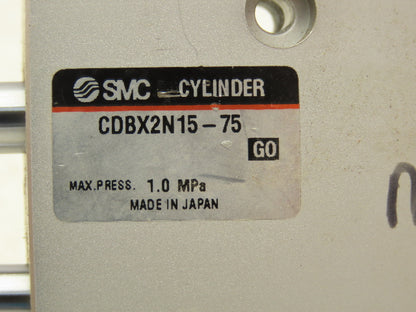 SMC CYLINDER
CDBX2N15-75
GO
MAX.PRESS. 1.0 MPa
MADE IN JAPAN